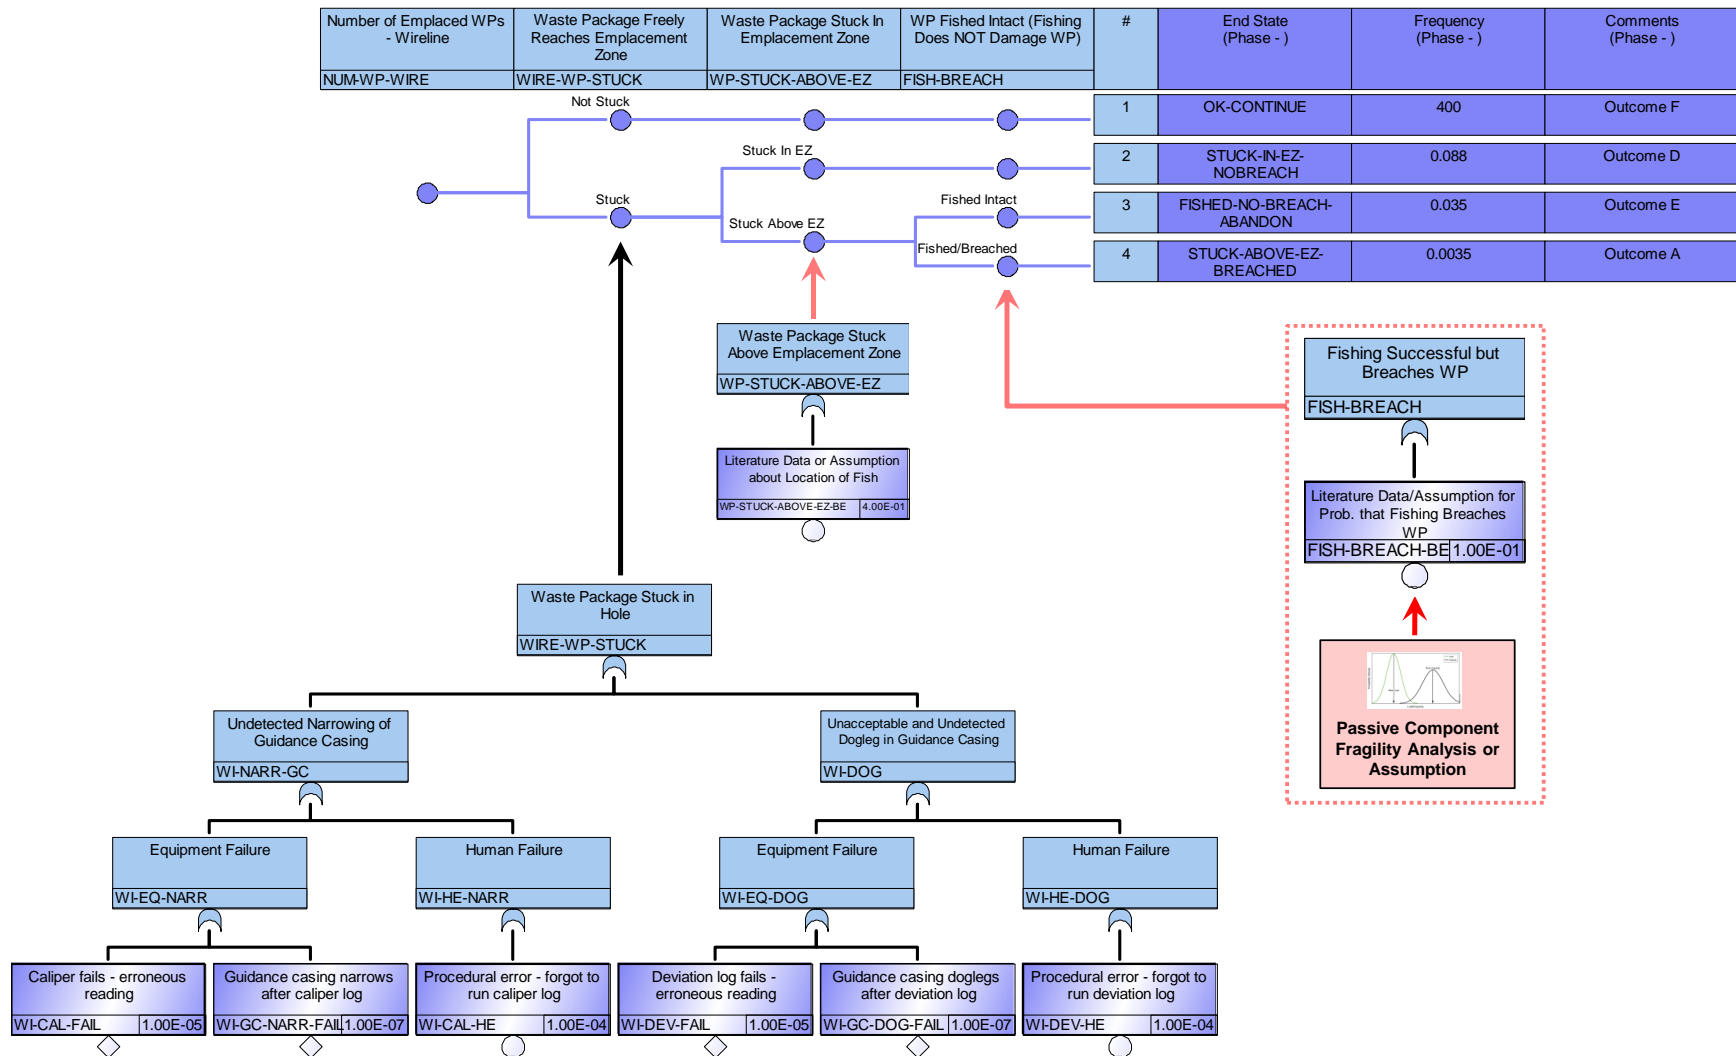 Number of Emplaced WPs
- Wireline
NUM-WP-WIRE
Waste Package Freely
Reaches Emplacement
Zone
WIRE-WP-STUCK
Waste Package Stuck In
Emplacement Zone
WP-STUCK-ABOVE-EZ
WP Fished Intact (Fishing
Does NOT Damage WP)
FISH-BREACH
#
End State
(Phase - )
Frequency
(Phase - )
Comments
(Phase - )
Not Stuck
1
OK-CONTINUE
400
Outcome F
Stuck In EZ
2
STUCK-IN-EZ-
NOBREACH
0.088
Outcome D
Stuck
Fished Intact
3
FISHED-NO-BREACH-
ABANDON
0.035
Outcome E
Stuck Above EZ
Fished/Breached
4
STUCK-ABOVE-EZ-
BREACHED
0.0035
Outcome A
Waste Package Stuck
Above Emplacement Zone
WP-STUCK-ABOVE-EZ
Literature Data or Assumption
about Location of Fish
WP-STUCK-ABOVE-EZ-BE
4.00E-01
Fishing Successful but
Breaches WP
FISH-BREACH
Literature Data/Assumption for
Prob. that Fishing Breaches
WP
FISH-BREACH-BE
1.00E-01
Passive Component
Fragility Analysis or
Assumption
Waste Package Stuck in
Hole
WIRE-WP-STUCK
Undetected Narrowing of
Guidance Casing
WI-NARR-GC
Unacceptable and Undetected
Dogleg in Guidance Casing
WI-DOG
Equipment Failure
WI-EQ-NARR
Human Failure
WI-HE-NARR
Equipment Failure
WI-EQ-DOG
Human Failure
WI-HE-DOG
Caliper fails - erroneous
reading
WI-CAL-FAIL
1.00E-05
Guidance casing narrows
after caliper log
WI-GC-NARR-FAIL
1.00E-07
Procedural error - forgot to
run caliper log
WI-CAL-HE
1.00E-04
Deviation log fails -
erroneous reading
WI-DEV-FAIL
1.00E-05
Guidance casing doglegs
after deviation log
WI-GC-DOG-FAIL
1.00E-07
Procedural error - forgot to
run deviation log
WI-DEV-HE
1.00E-04